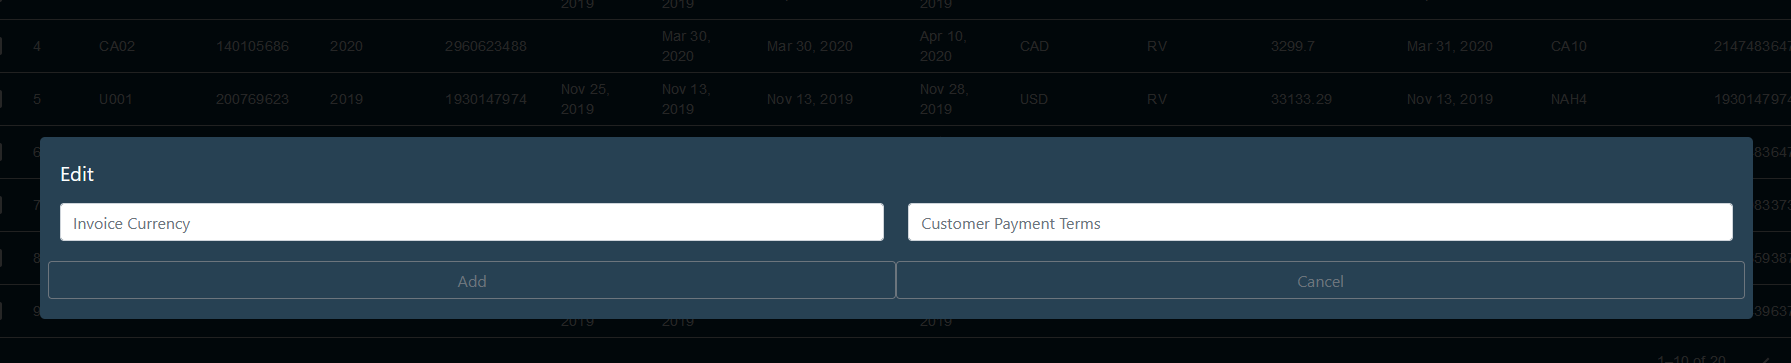 2019 2019 2019
4 CA02 140105686 2020 2960623488 Mar 30, 2020 Mar 30, 2020 Apr 10, 2020 CAD RV 3299.7 Mar 31, 2020 CA10 2147483647
5 U001 200769623 2019 1930147974 Nov 25, 2019 Nov 13, 2019 Nov 13, 2019 Nov 28, 2019 USD RV 33133.29 Nov 13, 2019 NAH4 193014797
6 83647
Edit
7 83373
Invoice Currency Customer Payment Terms
8 59387
Add Cancel
9 39637
2019 2019 2019
1–10 of 20